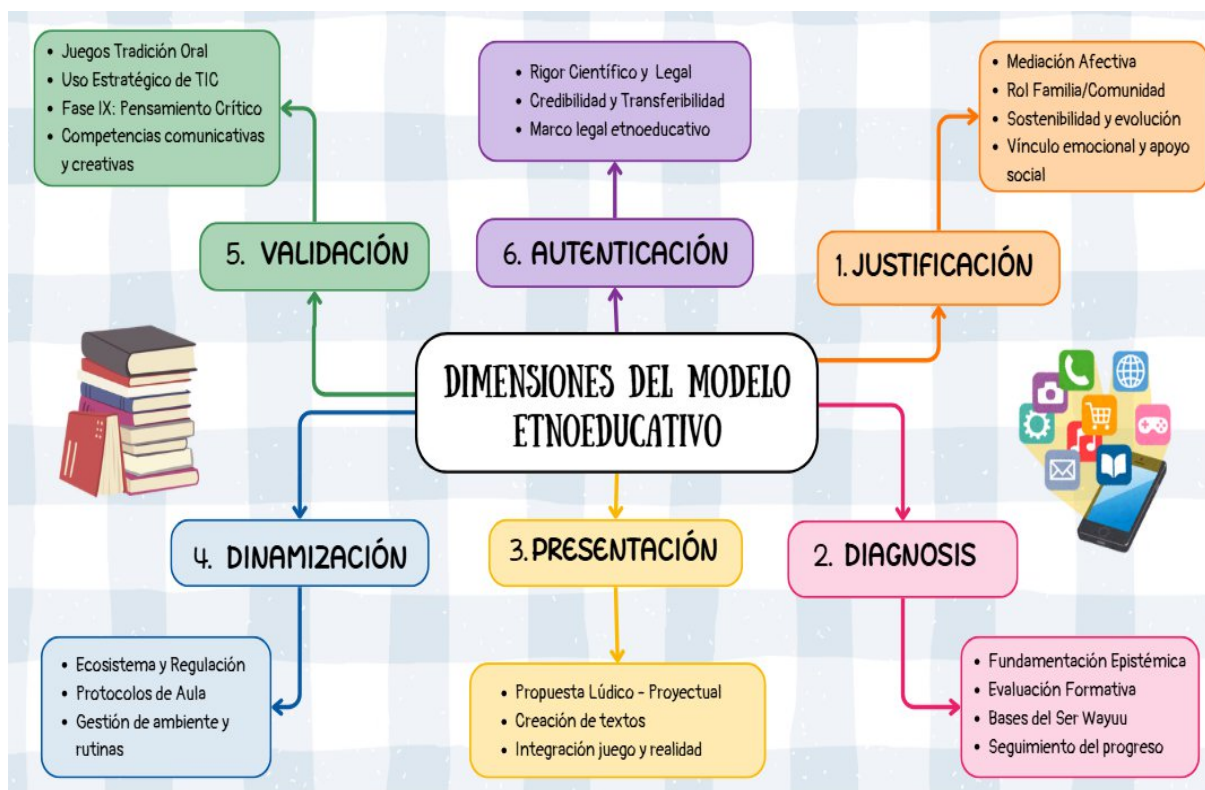 DIMENSIONES DEL MODELO
ETNOEDUCATIVO
1. JUSTIFICACIÓN
• Mediación Afectiva
• Rol Familia/Comunidad
• Sostenibilidad y evolución
• Vínculo emocional y apoyo
social
2. DIAGNOSIS
• Fundamentación Epistémica
• Evaluación Formativa
• Bases del Ser Wayuu
• Seguimiento del progreso
3. PRESENTACIÓN
• Propuesta Lúdico - Proyectual
• Creación de textos
• Integración juego y realidad
4. DINAMIZACIÓN
• Ecosistema y Regulación
• Protocolos de Aula
• Gestión de ambiente y
rutinas
5. VALIDACIÓN
• Juegos Tradición Oral
• Uso Estratégico de TIC
• Fase IX: Pensamiento Crítico
• Competencias comunicativas
y creativas
6. AUTENTICACIÓN
• Rigor Científico y Legal
• Credibilidad y Transferibilidad
• Marco legal etnoeducativo